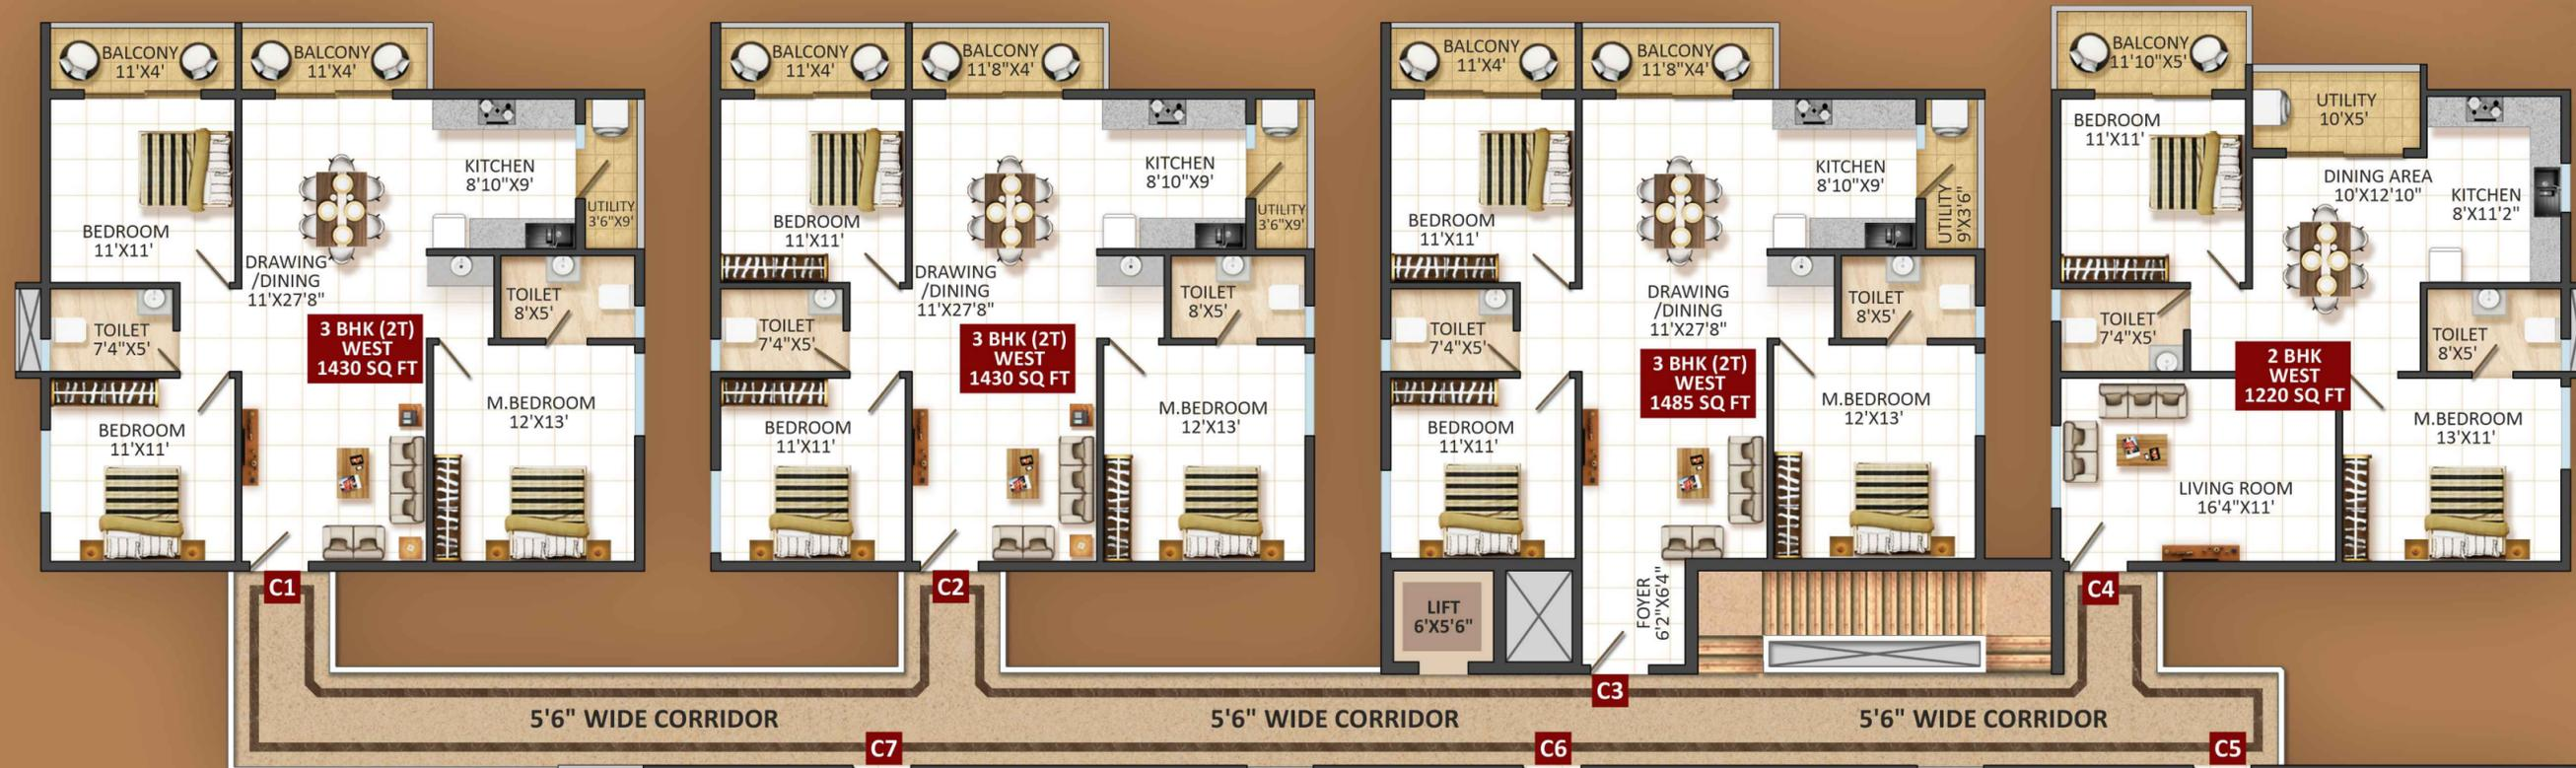 BALCONY
11'X4'
BALCONY
11'X4'
KITCHEN
8'10"X9'
UTILITY
3'6"X9'
BEDROOM
11'X11'
DRAWING
/DINING
11'X27'8"
TOILET
8'X5'
TOILET
7'4"X5'
3 BHK (2T)
WEST
1430 SQ FT
BEDROOM
11'X11'
M.BEDROOM
12'X13'
C1
BALCONY
11'X4'
BALCONY
11'8"X4'
KITCHEN
8'10"X9'
UTILITY
3'6"X9'
BEDROOM
11'X11'
DRAWING
/DINING
11'X27'8"
TOILET
8'X5'
TOILET
7'4"X5'
3 BHK (2T)
WEST
1430 SQ FT
BEDROOM
11'X11'
M.BEDROOM
12'X13'
C2
BALCONY
11'X4'
BALCONY
11'8"X4'
KITCHEN
8'10"X9'
UTILITY
9'X3'6"
BEDROOM
11'X11'
DRAWING
/DINING
11'X27'8"
TOILET
8'X5'
TOILET
7'4"X5'
3 BHK (2T)
WEST
1485 SQ FT
BEDROOM
11'X11'
M.BEDROOM
12'X13'
LIFT
6'X5'6"
FOYER
6'2"X6'4"
C3
BALCONY
11'10"X5'
UTILITY
10'X5'
BEDROOM
11'X11'
DINING AREA
10'X12'10"
KITCHEN
8'X11'2"
TOILET
7'4"X5'
TOILET
8'X5'
2 BHK
WEST
1220 SQ FT
M.BEDROOM
13'X11'
LIVING ROOM
16'4"X11'
C4
5'6" WIDE CORRIDOR
5'6" WIDE CORRIDOR
5'6" WIDE CORRIDOR
C7
C6
C5